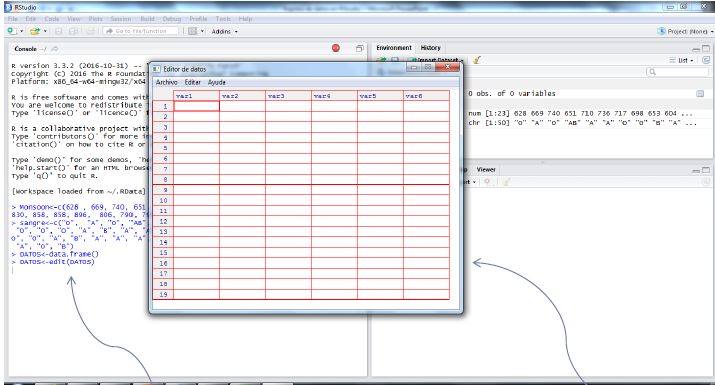 RStudio
File Edit Code View Plots Session Build Debug Profile Tools Help
Go to file/function
Addins
Project: (None)
Console ~/
R version 3.3.2 (2016-10-31) --
Copyright (C) 2016 The R Foundat
Platform: x86_64-w64-mingw32/x64
R is free software and comes with
You are welcome to redistribute
Type 'license()' or 'licence()'
R is a collaborative project with
Type 'contributors()' for more in
'citation()' on how to cite R or
Type 'demo()' for some demos, 'he
'help.start()' for an HTML browse
Type 'q()' to quit R.
[Workspace loaded from ~/.RData]
> Monsoon<-c(628 , 669, 740, 651
830, 858, 858, 896, 806, 790, 79
> sangre<-c("O", "A", "O", "AB"
"O", "O", "O", "A", "B", "A", "A
O", "O", "A", "B", "A", "A", "A"
"A", "O", "B")
> DATOS<-data.frame()
> DATOS<-edit(DATOS)
Editor de datos
Archivo Editar Ayuda
var1 var2 var3 var4 var5 var6
1
2
3
4
5
6
7
8
9
10
11
12
13
14
15
16
17
18
19
Environment History
Import Dataset
List
0 obs. of 0 variables
num [1:23] 628 669 740 651 710 736 717 698 653 604 ...
chr [1:50] "O" "A" "O" "AB" "A" "A" "O" "O" "B" "A" ...
Viewer